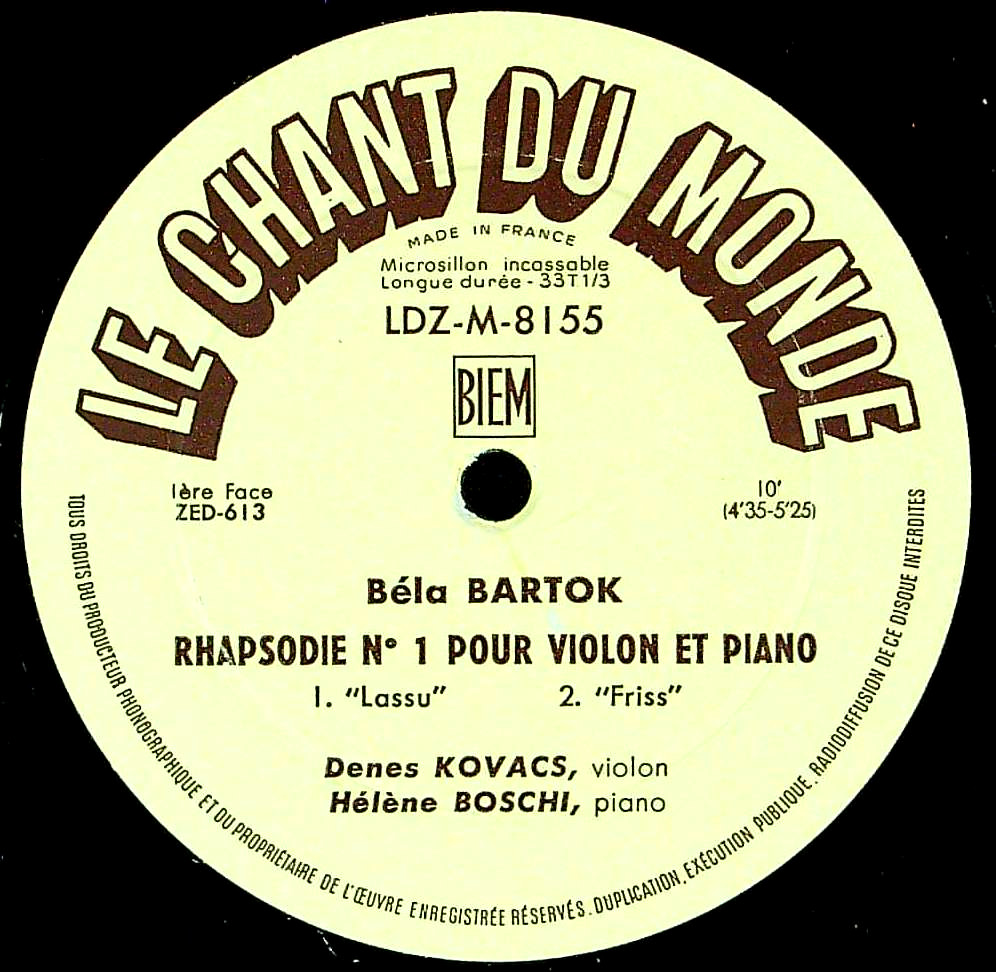 LE CHANT DU MONDE
MADE IN FRANCE
Microsillon incassable
Longue durée - 33T1/3
LDZ-M-8155
BIEM
1ère Face
ZED-613
10'
(4'35-5'25)
Béla BARTOK
RHAPSODIE N° 1 POUR VIOLON ET PIANO
1. "Lassu" 2. "Friss"
Denes KOVACS, violon
Hélène BOSCHI, piano
TOUS DROITS DU PRODUCTEUR PHONOGRAPHIQUE ET DU PROPRIÉTAIRE DE L'ŒUVRE ENREGISTRÉE RÉSERVÉS. DUPLICATION, EXÉCUTION PUBLIQUE, RADIODIFFUSION DE CE DISQUE INTERDITES